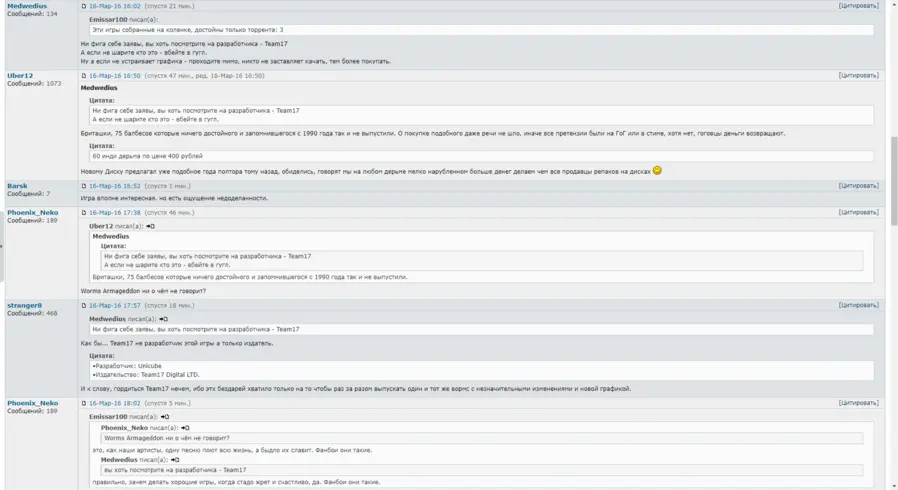 Medwedius
Сообщений: 134
16-Мар-16 16:02 (спустя 21 мин.)
[Цитировать]
Emissar100 писал(а):
Эти игры собранные на коленке, достойны только торрента: 3
Ни фига себе заявы, вы хоть посмотрите на разработчика - Team17
А если не шарите кто это - вбейте в гугл.
Ну а если не устраивает графика - проходите мимо, никто не заставляет качать, тем более покупать.
Uber12
Сообщений: 1073
16-Мар-16 16:50 (спустя 47 мин., ред. 16-Мар-16 16:50)
[Цитировать]
Medwedius
Цитата:
Ни фига себе заявы, вы хоть посмотрите на разработчика - Team17
А если не шарите кто это - вбейте в гугл.
Бриташки, 75 балбесов которые ничего достойного и запомнившегося с 1990 года так и не выпустили. О покупке подобного даже речи не шло, иначе все претензии были на ГоГ или в стиме, хотя нет, гоговцы деньги возвращают.
Цитата:
60 инди дерьма по цене 400 рублей
Новому Диску предлагал уже подобное года полтора тому назад, обиделись, говорят мы на любом дерьме мелко нарубленном больше денег делаем чем все продавцы репаков на дисках
Barsk
Сообщений: 7
16-Мар-16 16:52 (спустя 1 мин.)
[Цитировать]
Игра вполне интересная, но есть ощущение недоделанности.
Phoenix_Neko
Сообщений: 189
16-Мар-16 17:38 (спустя 46 мин.)
[Цитировать]
Uber12 писал(а):
Medwedius
Цитата:
Ни фига себе заявы, вы хоть посмотрите на разработчика - Team17
А если не шарите кто это - вбейте в гугл.
Бриташки, 75 балбесов которые ничего достойного и запомнившегося с 1990 года так и не выпустили.
Worms Armageddon ни о чём не говорит?
stranger8
Сообщений: 466
16-Мар-16 17:57 (спустя 18 мин.)
[Цитировать]
Medwedius писал(а):
Ни фига себе заявы, вы хоть посмотрите на разработчика - Team17
Как бы... Team17 не разработчик этой игры а только издатель.
Цитата:
•Разработчик: Unicube
•Издательство: Team17 Digital LTD.
И к слову, гордиться Team17 нечем, ибо этх бездарей хватило только на то чтобы раз за разом выпускать один и тот же вормс с незначительными изменениями и новой графикой.
Phoenix_Neko
Сообщений: 189
16-Мар-16 18:02 (спустя 5 мин.)
[Цитировать]
Emissar100 писал(а):
Phoenix_Neko писал(а):
Worms Armageddon ни о чём не говорит?
это, как наши артисты, одну песню поют всю жизнь, а быдло их славит. Фанбои они такие.
Medwedius писал(а):
вы хоть посмотрите на разработчика - Team17
правильно, зачем делать хорошие игры, когда стадо жрет и счастливо, да. Фанбои они такие.